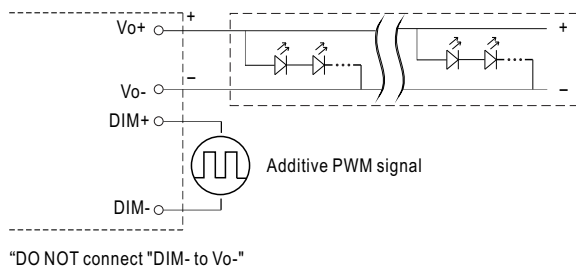 Vo+
+
+
Vo-
−
−
DIM+
Additive PWM signal
DIM-
“DO NOT connect "DIM- to Vo-"